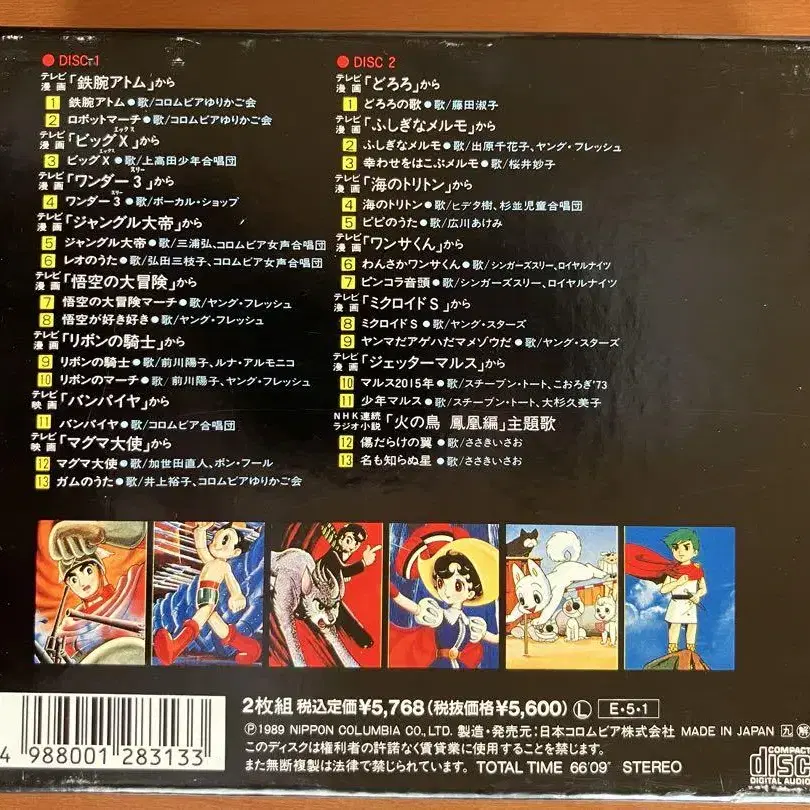 DISC 1
テレビ漫画「鉄腕アトム」から
1 鉄腕アトム●歌/コロムビアゆりかご会
2 ロボットマーチ●歌/コロムビアゆりかご会
テレビ漫画「ビッグX」から
エックス
3 ビッグX●歌/上高田少年合唱団
エックス
テレビ漫画「ワンダー3」から
スリー
4 ワンダー3●歌/ボーカル・ショップ
スリー
テレビ漫画「ジャングル大帝」から
5 ジャングル大帝●歌/三浦弘、コロムビア女声合唱団
6 レオのうた●歌/弘田三枝子、コロムビア女声合唱団
テレビ漫画「悟空の大冒険」から
7 悟空の大冒険マーチ●歌/ヤング・フレッシュ
8 悟空が好き好き●歌/ヤング・フレッシュ
テレビ漫画「リボンの騎士」から
9 リボンの騎士●歌/前川陽子、ルナ・アルモニコ
10 リボンのマーチ●歌/前川陽子、ヤング・フレッシュ
テレビ映画「バンパイヤ」から
11 バンパイヤ●歌/コロムビア合唱団
テレビ映画「マグマ大使」から
12 マグマ大使●歌/加世田直人、ボン・フール
13 ガムのうた●歌/井上裕子、コロムビアゆりかご会
DISC 2
テレビ漫画「どろろ」から
1 どろろの歌●歌/藤田淑子
テレビ漫画「ふしぎなメルモ」から
2 ふしぎなメルモ●歌/出原千花子、ヤング・フレッシュ
3 幸わせをはこぶメルモ●歌/桜井妙子
テレビ漫画「海のトリトン」から
4 海のトリトン●歌/ヒデタ樹、杉並児童合唱団
5 ピピのうた●歌/広川あけみ
テレビ漫画「ワンサくん」から
6 わんさかワンサくん●歌/シンガーズスリー、ロイヤルナイツ
7 ピンコラ音頭●歌/シンガーズスリー、ロイヤルナイツ
テレビ漫画「ミクロイドS」から
8 ミクロイドS●歌/ヤング・スターズ
9 ヤンマだアゲハだマメゾウだ●歌/ヤング・スターズ
テレビ漫画「ジェッターマルス」から
10 マルス2015年●歌/スチーブン・トート、こおろぎ'73
11 少年マルス●歌/スチーブン・トート、大杉久美子
NHK連続ラジオ小説「火の鳥 鳳凰編」主題歌
12 傷だらけの翼●歌/ささきいさお
13 名も知らぬ星●歌/ささきいさお
2枚組 税込定価¥5,768(税抜価格¥5,600) L E・5・1
Ⓟ1989 NIPPON COLUMBIA CO., LTD. 製造・発売元:日本コロムビア株式会社 MADE IN JAPAN 九 解
このディスクは権利者の許諾なく賃貸業に使用することを禁じます。
また無断複製は法律で禁じられています。 TOTAL TIME 66'09" STEREO
4 988001 283133
COMPACT
disc
DIGITAL AUDIO